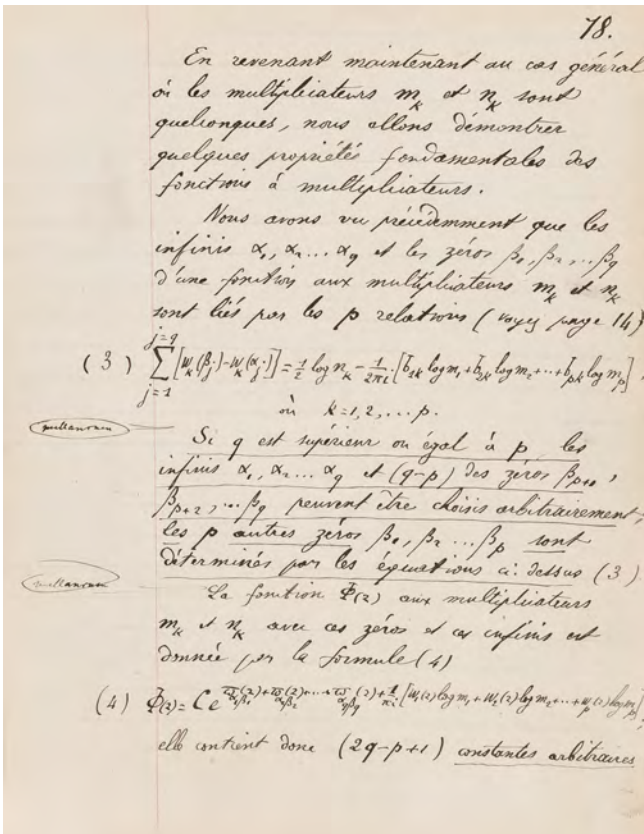 78.
En revenant maintenant au cas général
où les multiplicateurs m_k et n_k sont
quelconques, nous allons démontrer
quelques propriétés fondamentales des
fonctions à multiplicateurs.
Nous avons vu précédemment que les
infinis α₁, α₂ ... α_q et les zéros β₁, β₂, ... β_q
d'une fonction aux multiplicateurs m_k et n_k
sont liés par les p relations (voyez page 14)
(3) \sum_{j=1}^{j=q} [w_k(β_j) - w_k(α_j)] = \frac{1}{2} log n_k - \frac{1}{2πi} [b_{1k} log m₁ + b_{2k} log m₂ + ... + b_{pk} log m_p].
où k = 1, 2, ... p.
mellanrum
Si q est supérieur ou égal à p, les
infinis α₁, α₂ ... α_q et (q-p) des zéros β_{p+1},
β_{p+2}, ... β_q peuvent être choisis arbitrairement;
les p autres zéros β₁, β₂ ... β_p sont
déterminés par les équations ci-dessus (3)
mellanrum
La fonction Φ(z) aux multiplicateurs
m_k et n_k avec ces zéros et ces infinis est
donnée par la formule (4)
(4) Φ(z) = C e^{ϖ_{α₁β₁}(z) + ϖ_{α₂β₂}(z) + ... + ϖ_{α_qβ_q}(z) + \frac{1}{πi} [w₁(z) log m₁ + w₂(z) log m₂ + ... + w_p(z) log m_p]},
elle contient donc (2q-p+1) constantes arbitraires